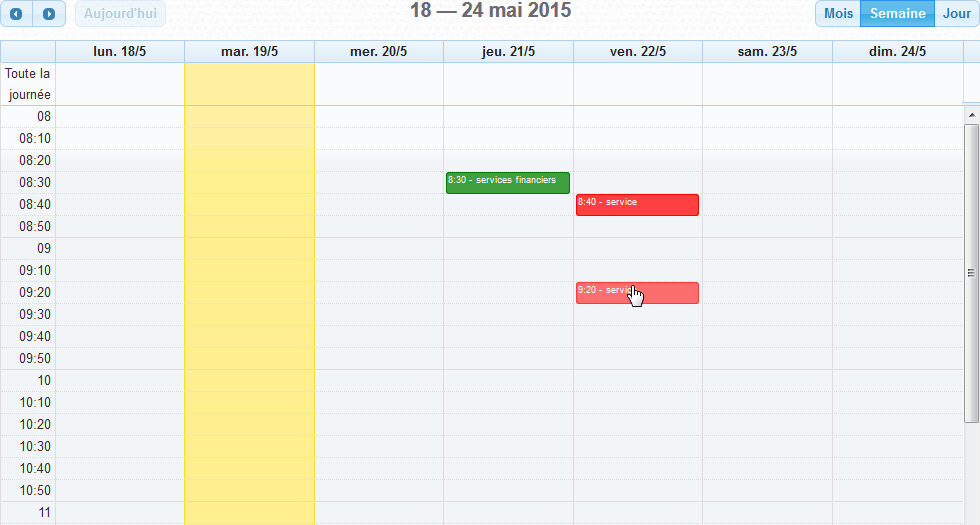 Aujourd'hui
18 — 24 mai 2015
Mois Semaine Jour
lun. 18/5 mar. 19/5 mer. 20/5 jeu. 21/5 ven. 22/5 sam. 23/5 dim. 24/5
Toute la
journée
08
08:10
08:20
08:30
8:30 - services financiers
08:40
8:40 - service
08:50
09
09:10
09:20
9:20 -
09:30
09:40
09:50
10
10:10
10:20
10:30
10:40
10:50
11